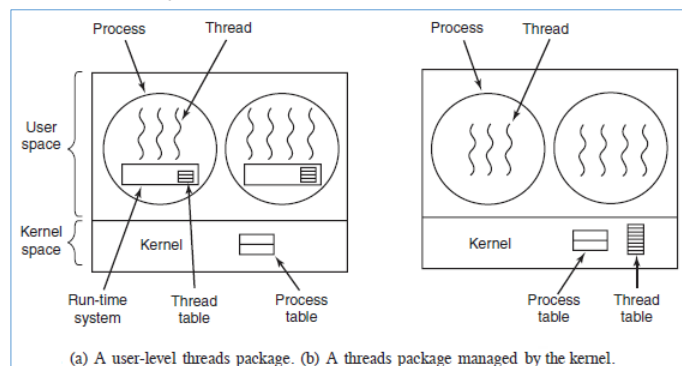 Process Thread Process Thread
User
space
Kernel
space
Kernel Kernel
Run-time
system
Thread
table
Process
table
Process
table
Thread
table
(a) A user-level threads package. (b) A threads package managed by the kernel.